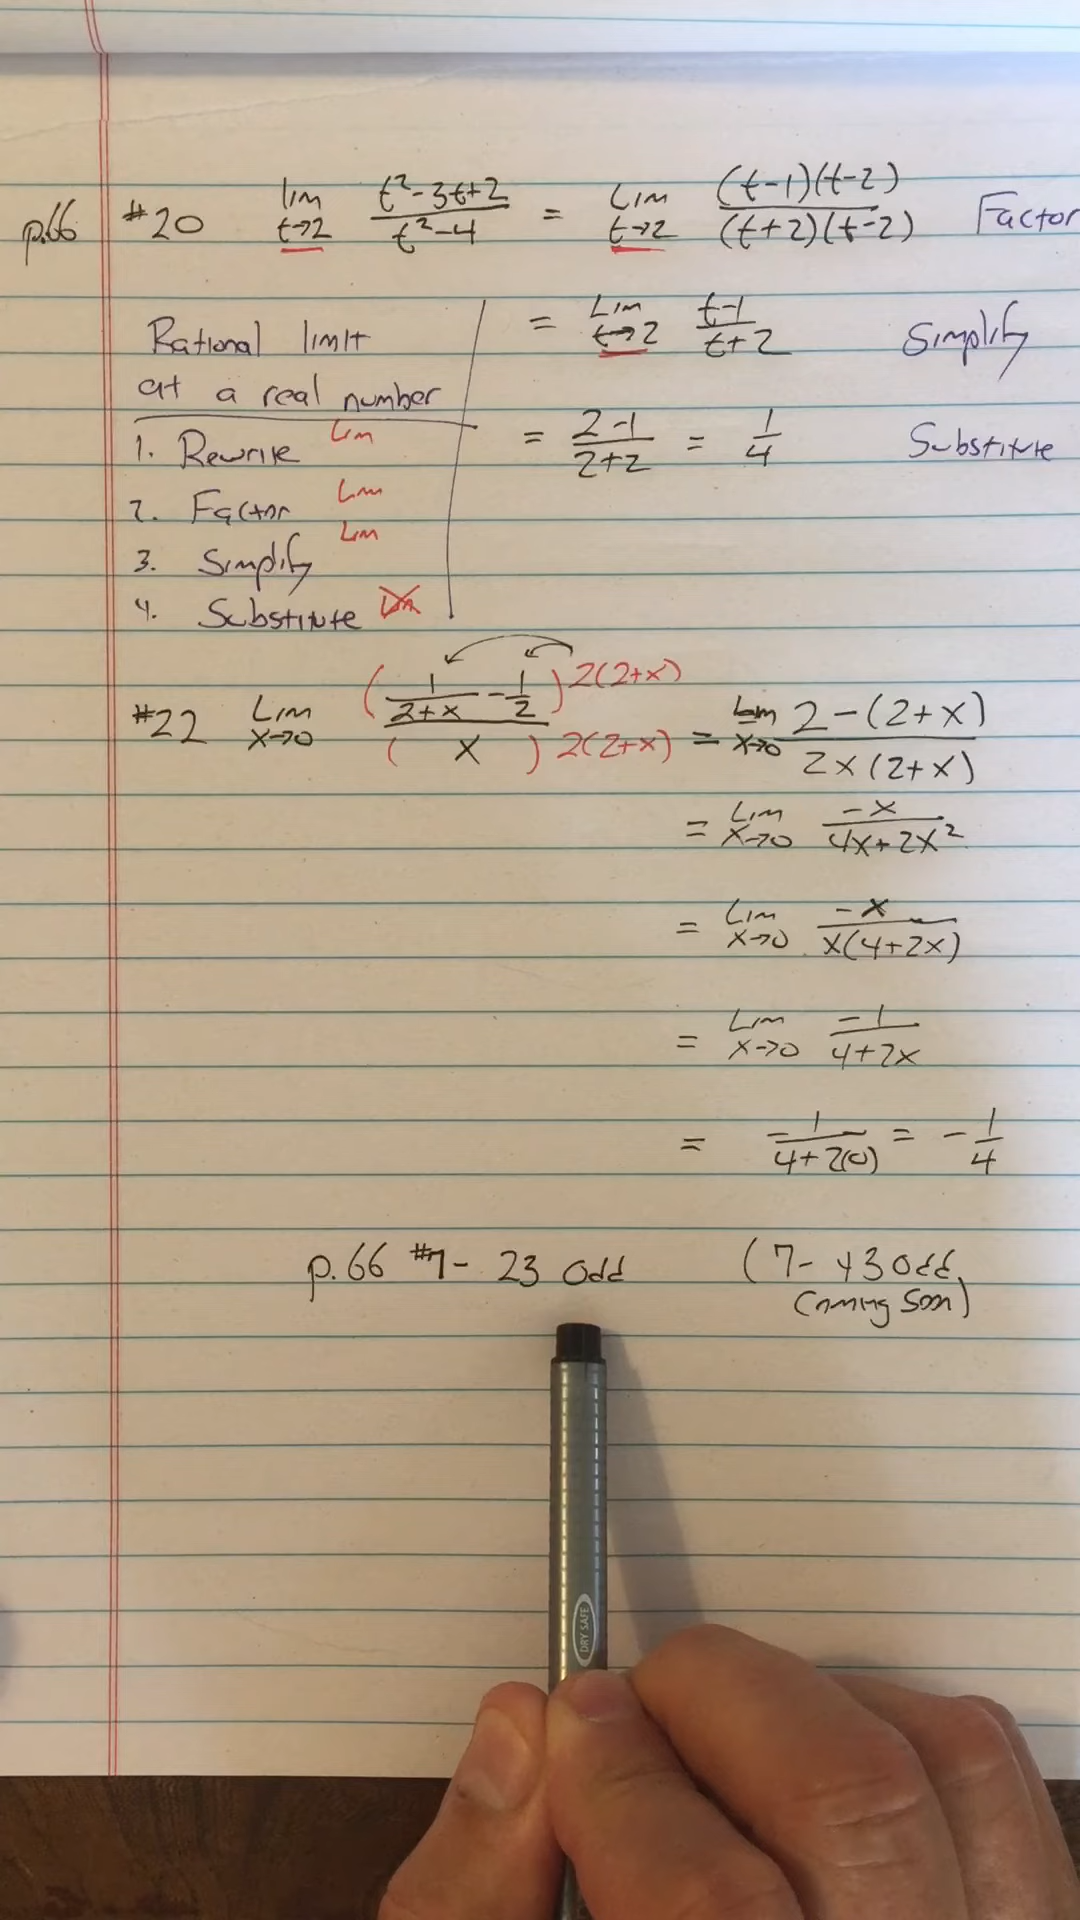 p.66 #20 lim t→2 (t²-3t+2)/(t²-4) = Lim t→2 ((t-1)(t-2))/((t+2)(t-2)) Factor
= Lim t→2 (t-1)/(t+2) Simplify
= (2-1)/(2+2) = 1/4 Substitute
Rational limit
at a real number
1. Rewrite Lim
2. Factor Lim
3. Simplify Lim
4. Substitute Lim
#22 Lim x→0 (1/(2+x) - 1/2) 2(2+x) / (x) 2(2+x) = Lim x→0 (2-(2+x))/(2x(2+x))
= Lim x→0 -x/(4x+2x²)
= Lim x→0 -x/(x(4+2x))
= Lim x→0 -1/(4+2x)
= -1/(4+2(0)) = -1/4
p.66 #7- 23 odd (7- 43 odd,
Coming Soon)
DRY SAFE